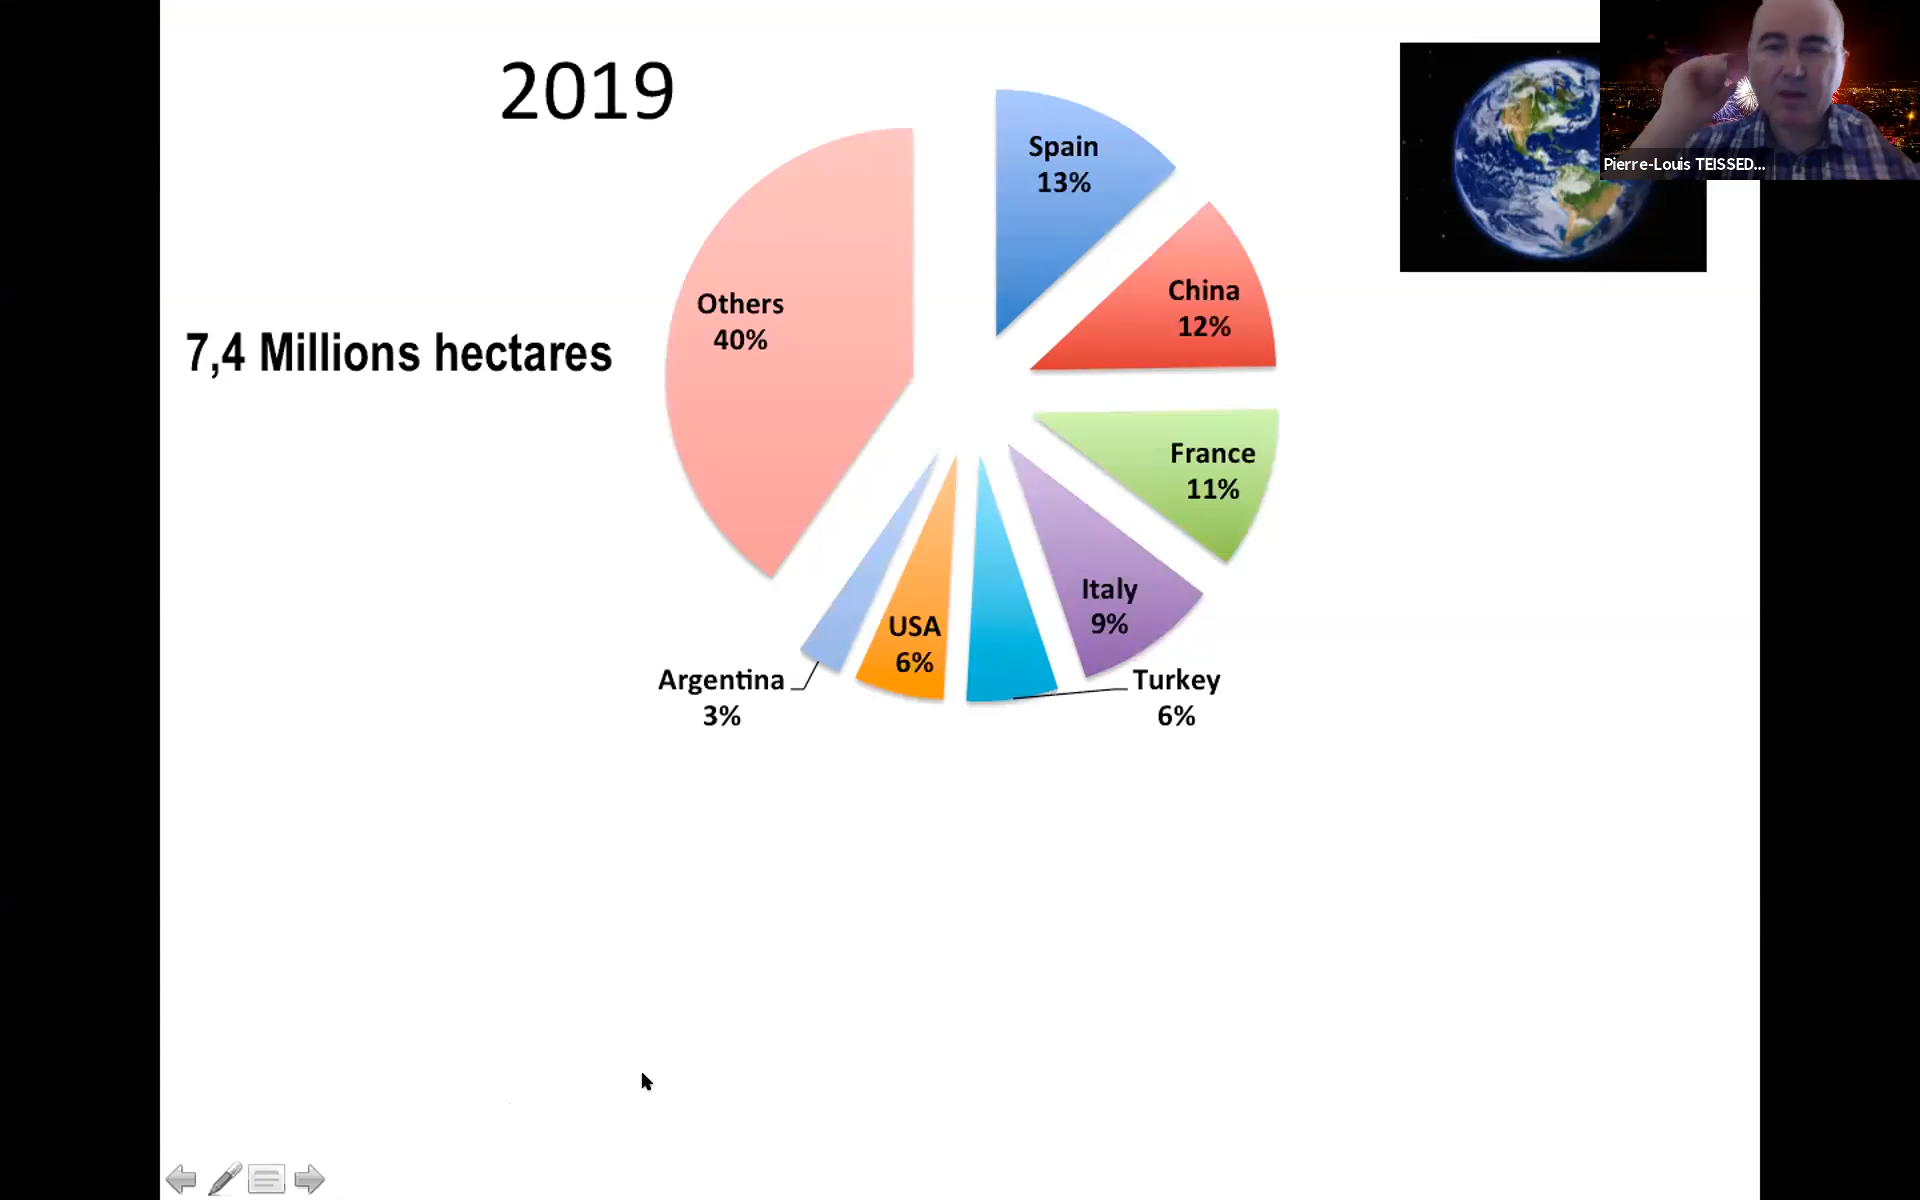 2019
Spain
13%
Pierre-Louis TEISSED...
China
12%
Others
40%
7,4 Millions hectares
France
11%
Italy
9%
USA
6%
Argentina
3%
Turkey
6%